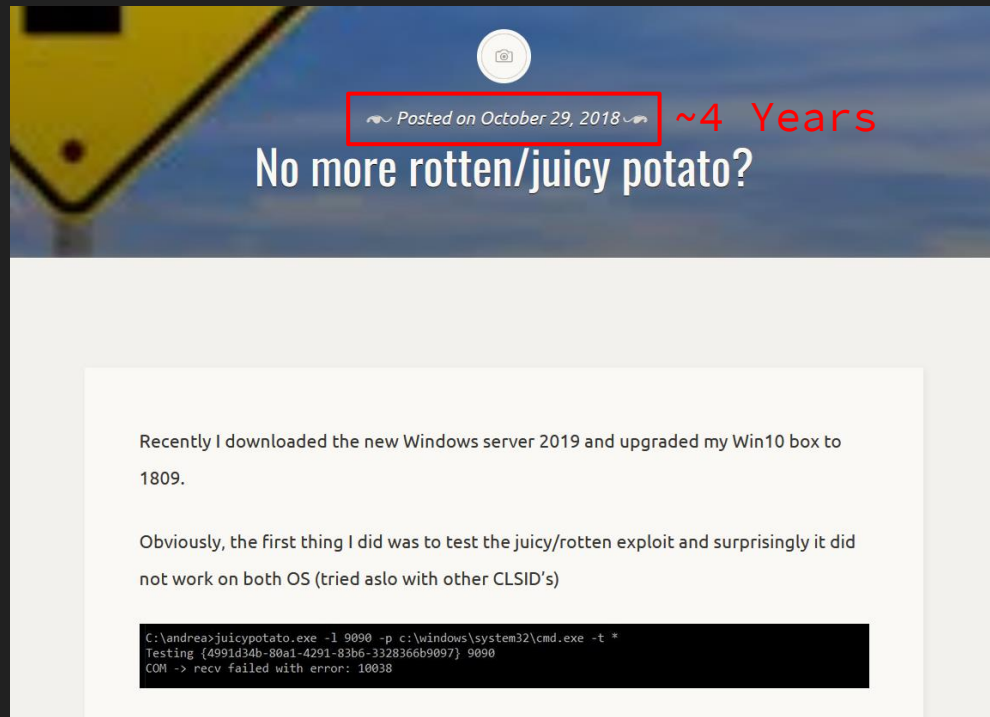 Posted on October 29, 2018
~4 Years
No more rotten/juicy potato?
Recently I downloaded the new Windows server 2019 and upgraded my Win10 box to
1809.
Obviously, the first thing I did was to test the juicy/rotten exploit and surprisingly it did
not work on both OS (tried aslo with other CLSID’s)
C:\andrea>juicypotato.exe -l 9090 -p c:\windows\system32\cmd.exe -t *
Testing {4991d34b-80a1-4291-83b6-3328366b9097} 9090
COM -> recv failed with error: 10038